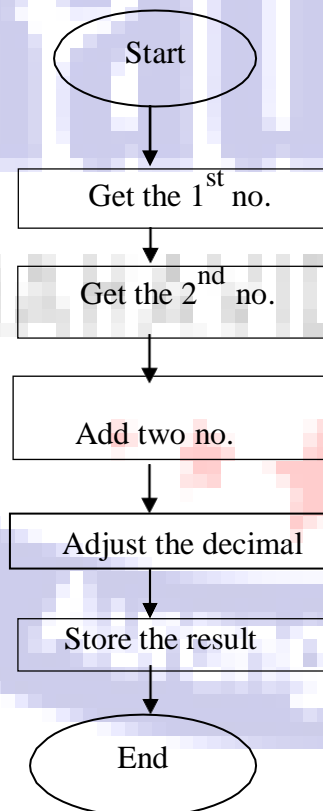 Start
Get the 1st no.
Get the 2nd no.
Add two no.
Adjust the decimal
Store the result
End